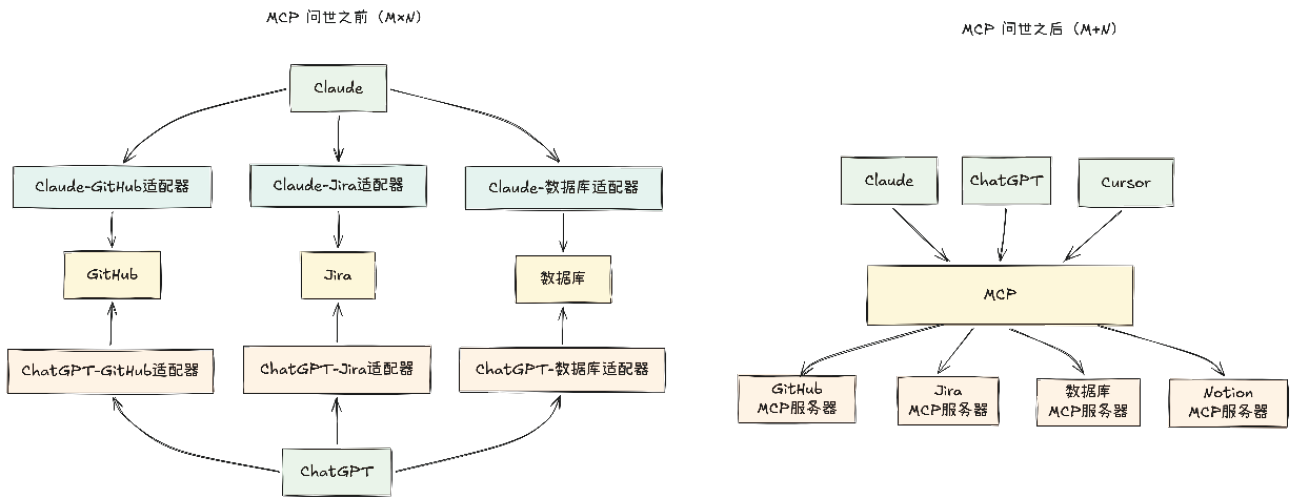 MCP 问世之前（M×N）
Claude
Claude-GitHub适配器
Claude-Jira适配器
Claude-数据库适配器
GitHub
Jira
数据库
ChatGPT-GitHub适配器
ChatGPT-Jira适配器
ChatGPT-数据库适配器
ChatGPT
MCP 问世之后（M+N）
Claude
ChatGPT
Cursor
MCP
GitHub
MCP服务器
Jira
MCP服务器
数据库
MCP服务器
Notion
MCP服务器